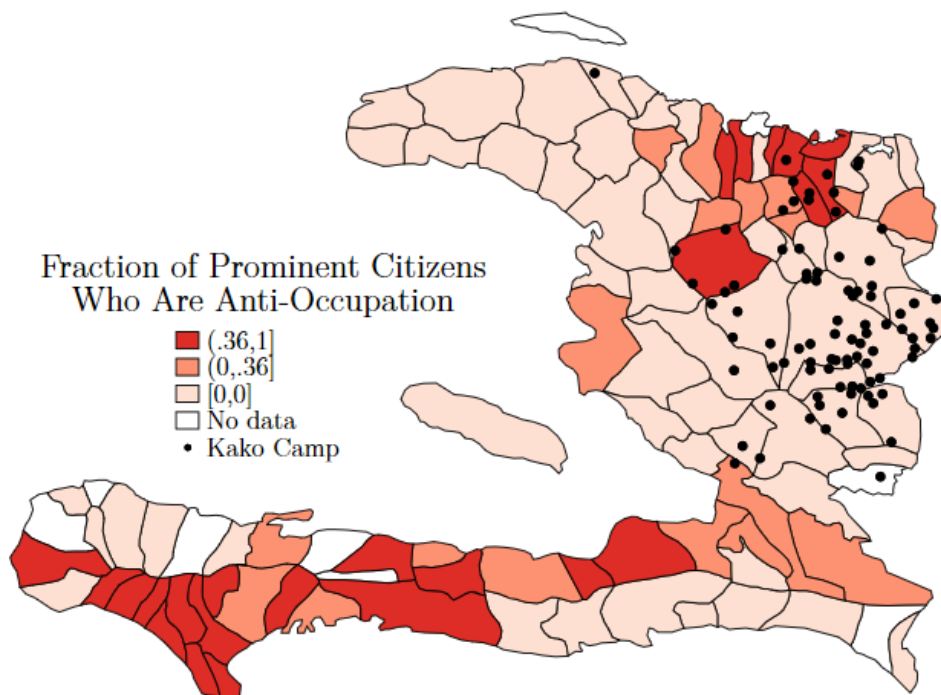 Fraction of Prominent Citizens
Who Are Anti-Occupation
(.36,1]
(0,.36]
[0,0]
No data
Kako Camp